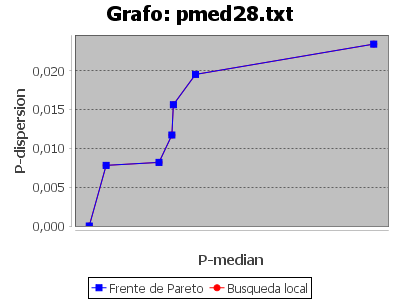 Grafo: pmed28.txt
P-dispersion
0,020
0,015
0,010
0,005
0,000
P-median
Frente de Pareto
Busqueda local